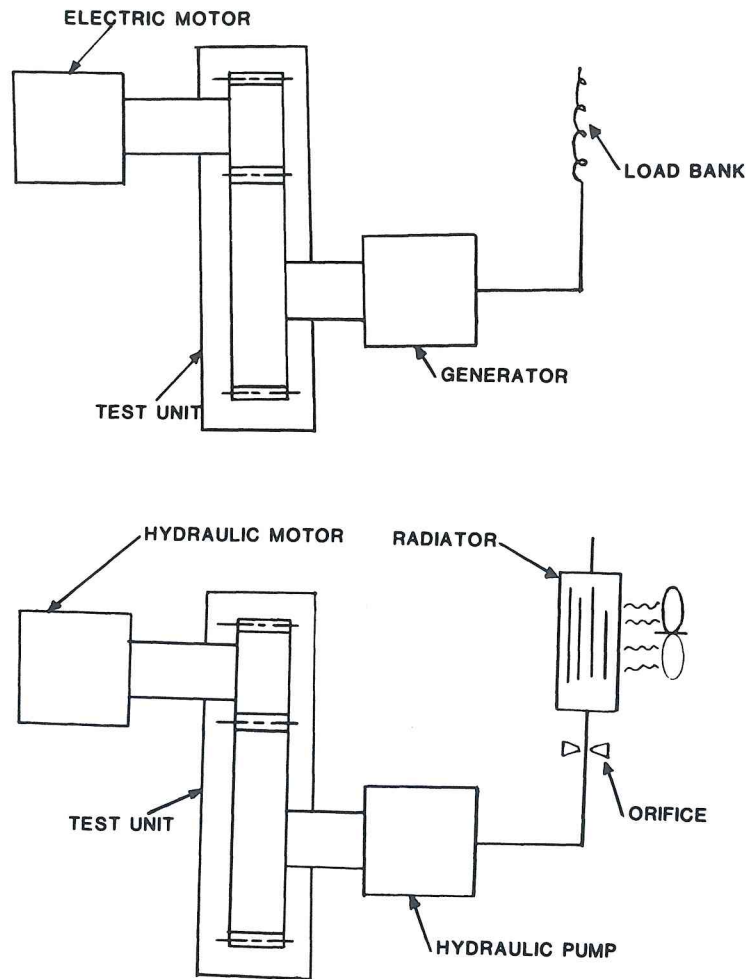 ELECTRIC MOTOR
LOAD BANK
GENERATOR
TEST UNIT
HYDRAULIC MOTOR
RADIATOR
TEST UNIT
ORIFICE
HYDRAULIC PUMP